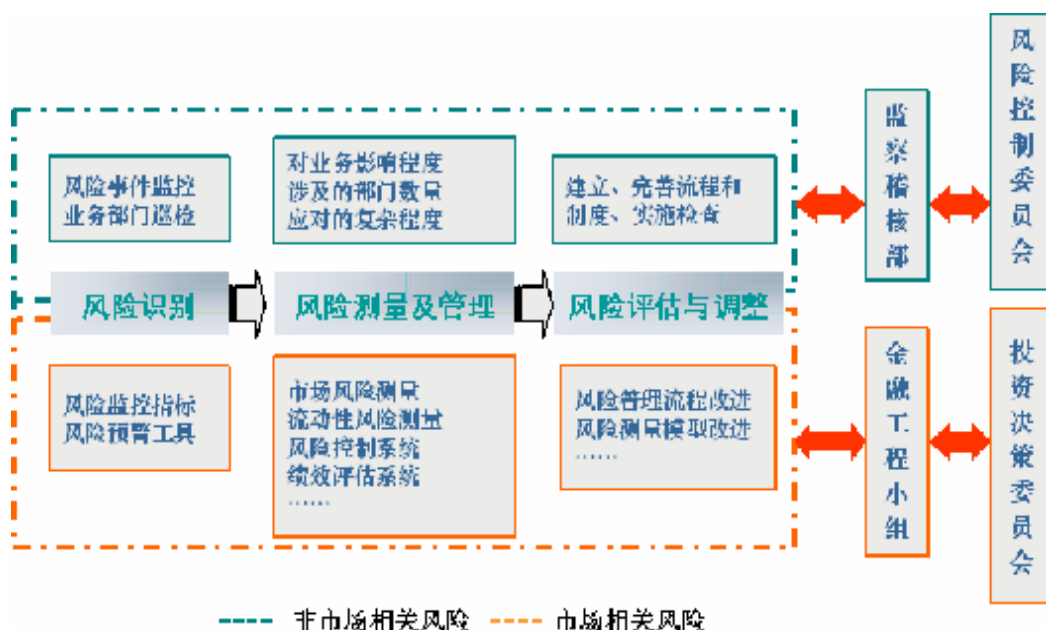 风险事件监控
业务部门巡检
对业务影响程度
涉及的部门数量
应对的复杂程度
建立、完善流程和
制度、实施检查
监察稽核部
风险控制委员会
风险识别
风险测量及管理
风险评估与调整
风险监控指标
风险预警工具
市场风险测量
流动性风险测量
风险控制系统
绩效评估系统
……
风险管理流程改进
风险测量模型改进
……
金融工程小组
投资决策委员会
非市场相关风险
市场相关风险